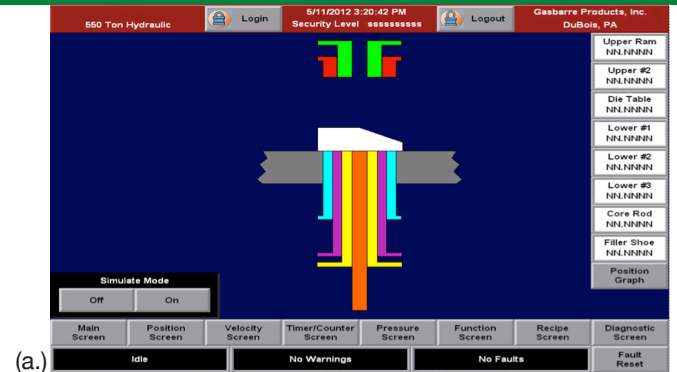 550 Ton Hydraulic
Login
5/11/2012 3:20:42 PM
Security Level ssssssssss
Logout
Gasbarre Products, Inc.
DuBois, PA
Upper Ram
NN.NNNN
Upper #2
NN.NNNN
Die Table
NN.NNNN
Lower #1
NN.NNNN
Lower #2
NN.NNNN
Lower #3
NN.NNNN
Core Rod
NN.NNNN
Filler Shoe
NN.NNNN
Position
Graph
Simulate Mode
Off On
Main
Screen
Position
Screen
Velocity
Screen
Timer/Counter
Screen
Pressure
Screen
Function
Screen
Recipe
Screen
Diagnostic
Screen
(a.)
Idle
No Warnings
No Faults
Fault
Reset